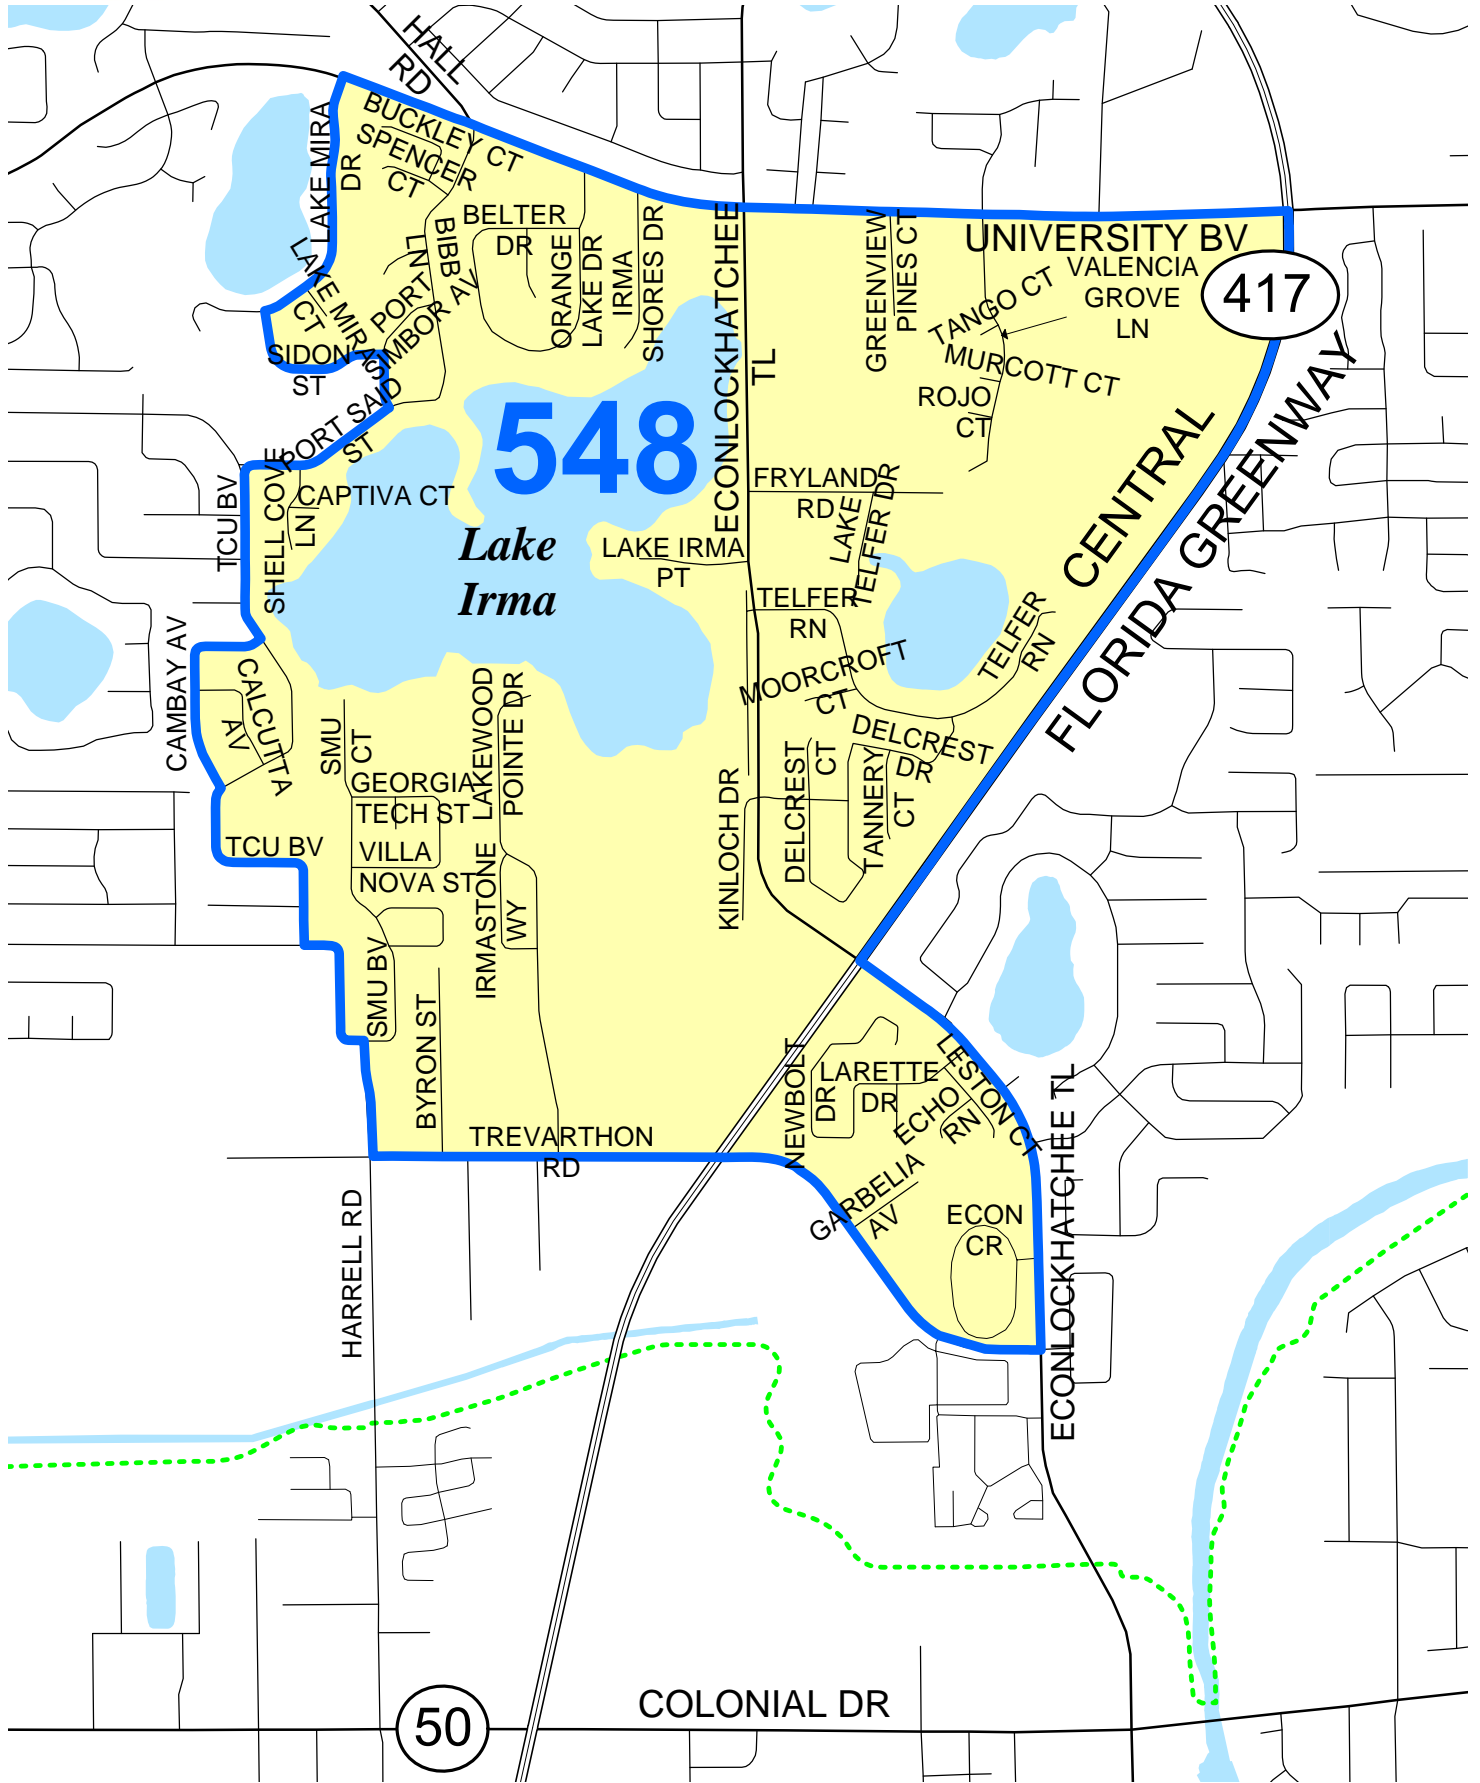 HALL
RD
LAKE MIRA
DR
BUCKLEY CT
SPENCER
CT
BELTER
DR
BIBB
LN
ORANGE
LAKE DR
IRMA
SHORES DR
ECONLOCKHATCHEE
TL
GREENVIEW
PINES CT
UNIVERSITY BV
417
VALENCIA
GROVE
LN
TANGO CT
MURCOTT CT
ROJO
CT
LAKE MIRA
CT
PORT
SIMBOR AV
SIDON
ST
PORT SAID
ST
548
Lake
Irma
CENTRAL
FLORIDA GREENWAY
TCU BV
SHELL COVE
LN
CAPTIVA CT
FRYLAND
RD
LAKE
TELFER DR
LAKE IRMA
PT
TELFER
RN
TELFER
RN
MOORCROFT
CT
CAMBAY AV
CALCUTTA
AV
SMU
CT
LAKEWOOD
POINTE DR
GEORGIA
TECH ST
DELCREST
DR
DELCREST
CT
TANNERY
CT
KINLOCH DR
TCU BV
VILLA
NOVA ST
IRMASTONE
WY
SMU BV
BYRON ST
NEWBOLT
DR
LARETTE
DR
LESTON CT
ECHO
RN
TREVARTHON
RD
GARBELIA
AV
ECON
CR
ECONLOCKHATCHEE TL
HARRELL RD
COLONIAL DR
50